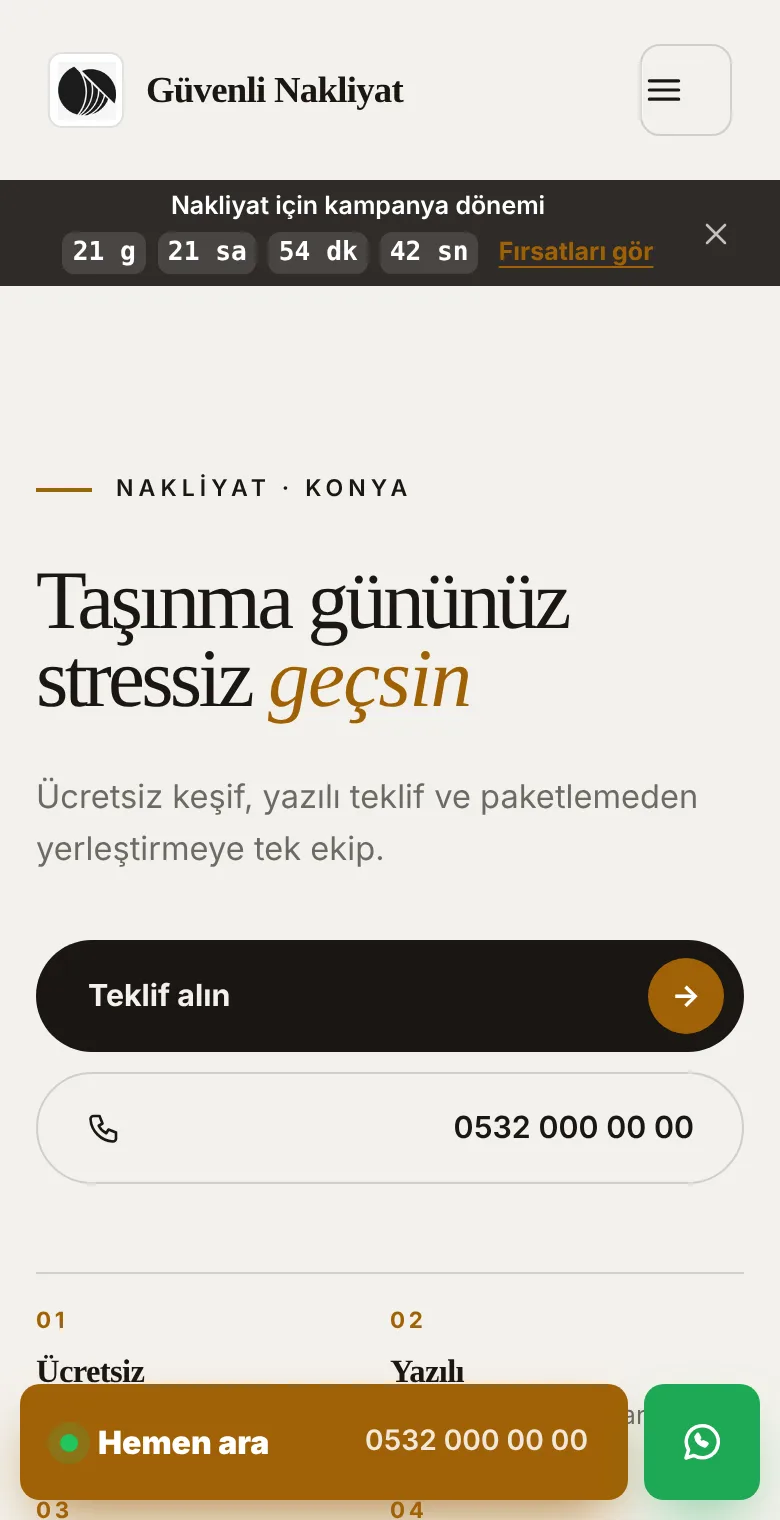 Güvenli Nakliyat
Nakliyat için kampanya dönemi
21 g 21 sa 54 dk 42 sn Fırsatları gör
NAKLİYAT · KONYA
Taşınma gününüz
stressiz geçsin
Ücretsiz keşif, yazılı teklif ve paketlemeden
yerleştirmeye tek ekip.
Teklif alın
0532 000 00 00
01 02
Ücretsiz Yazılı
Hemen ara 0532 000 00 00
03 04